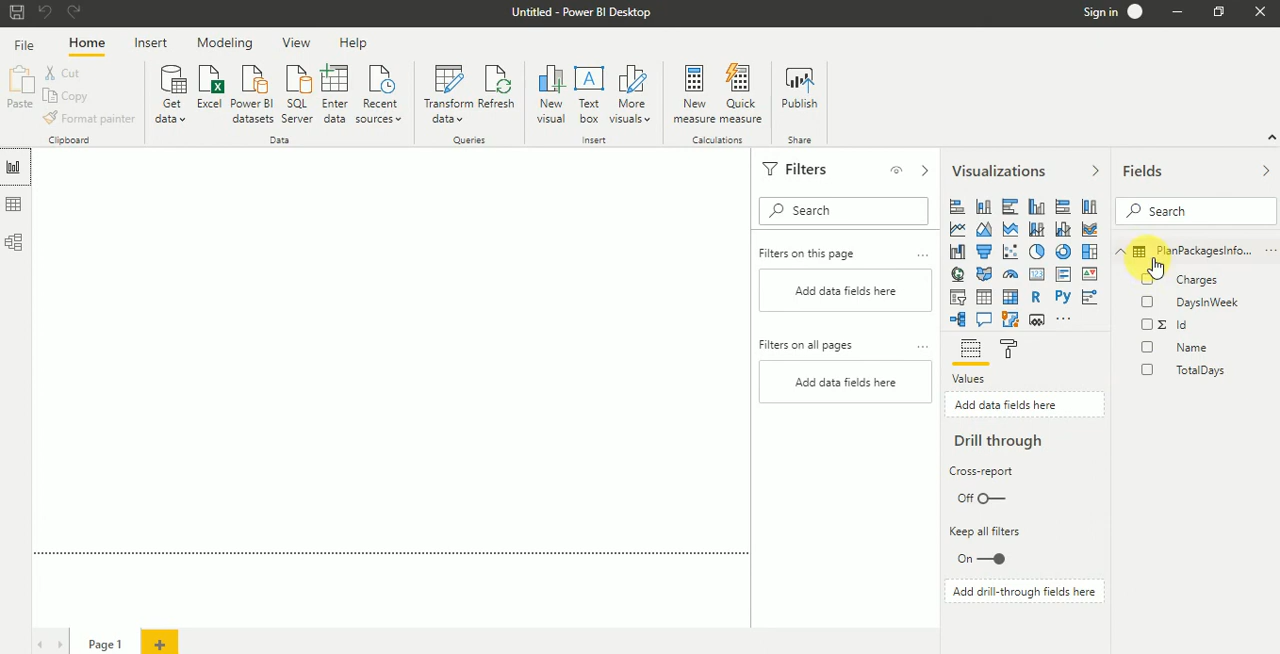 Untitled - Power BI Desktop
Sign in
File
Home
Insert
Modeling
View
Help
Paste
Cut
Copy
Format painter
Clipboard
Get
data
Excel
Power BI
datasets
SQL
Server
Enter
data
Recent
sources
Data
Transform
data
Refresh
Queries
New
visual
Text
box
More
visuals
Insert
New
measure
Quick
measure
Calculations
Publish
Share
Filters
Search
Filters on this page
...
Add data fields here
Filters on all pages
...
Add data fields here
Visualizations
Values
Add data fields here
Drill through
Cross-report
Off
Keep all filters
On
Add drill-through fields here
Fields
Search
PlanPackagesInfo...
...
Charges
DaysInWeek
Σ Id
Name
TotalDays
Page 1